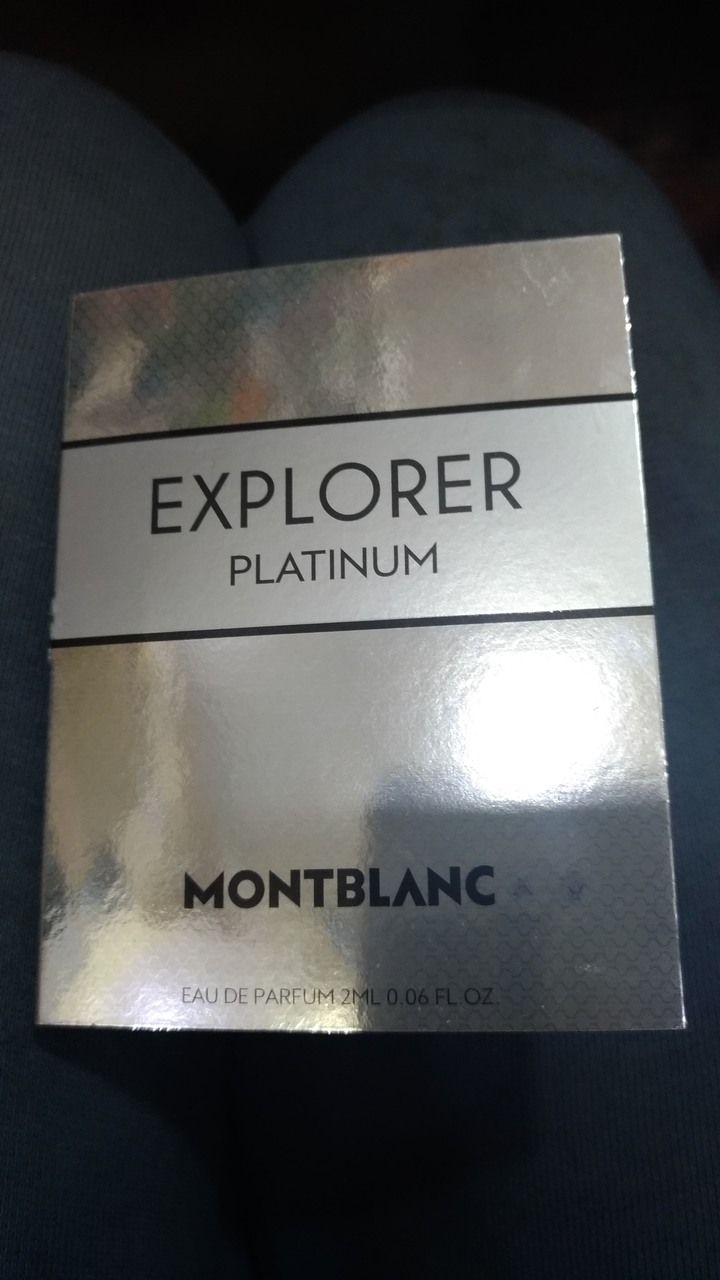 EXPLORER
PLATINUM
MONTBLANC
EAU DE PARFUM 2ML 0.06 FL.OZ.